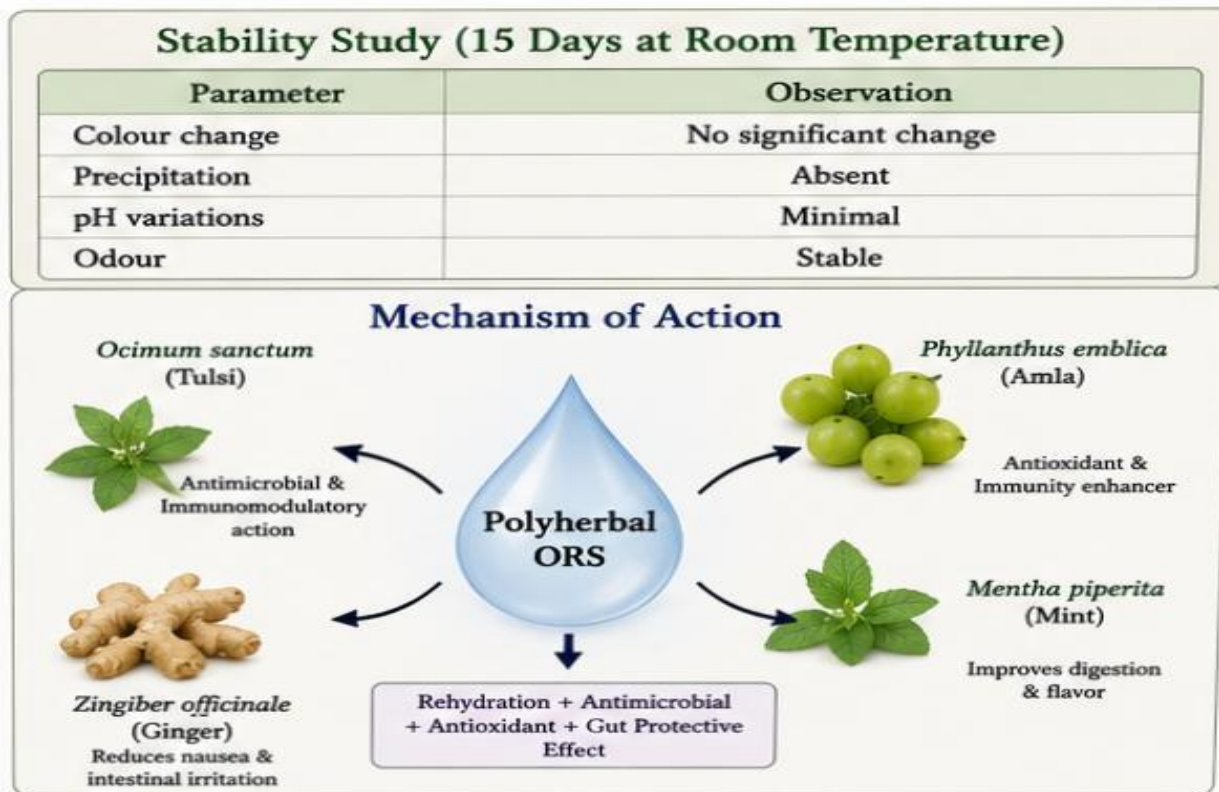 Stability Study (15 Days at Room Temperature)
Parameter Observation
Colour change No significant change
Precipitation Absent
pH variations Minimal
Odour Stable
Mechanism of Action
Ocimum sanctum
(Tulsi)
Antimicrobial &
Immunomodulatory
action
Phyllanthus emblica
(Amla)
Antioxidant &
Immunity enhancer
Polyherbal
ORS
Zingiber officinale
(Ginger)
Reduces nausea &
intestinal irritation
Mentha piperita
(Mint)
Improves digestion
& flavor
Rehydration + Antimicrobial
+ Antioxidant + Gut Protective
Effect